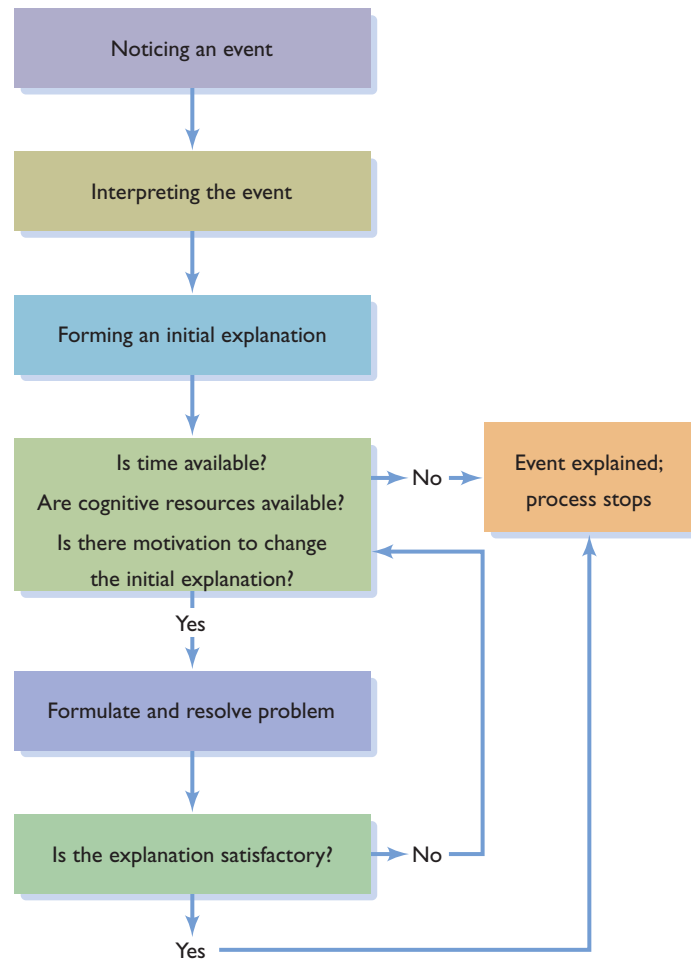 Noticing an event
Interpreting the event
Forming an initial explanation
Is time available?
Are cognitive resources available?
Is there motivation to change
the initial explanation?
No
Event explained;
process stops
Yes
Formulate and resolve problem
Is the explanation satisfactory?
No
Yes